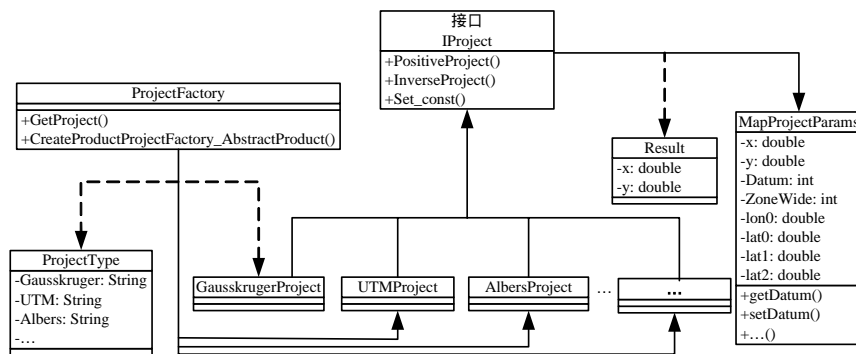 接口
IProject
+PositiveProject()
+InverseProject()
+Set_const()
ProjectFactory
+GetProject()
+CreateProductProjectFactory_AbstractProduct()
Result
-x: double
-y: double
MapProjectParams
-x: double
-y: double
-Datum: int
-ZoneWide: int
-lon0: double
-lat0: double
-lat1: double
-lat2: double
+getDatum()
+setDatum()
+…()
ProjectType
-Gausskruger: String
-UTM: String
-Albers: String
-…
GausskrugerProject
UTMProject
AlbersProject
…
…